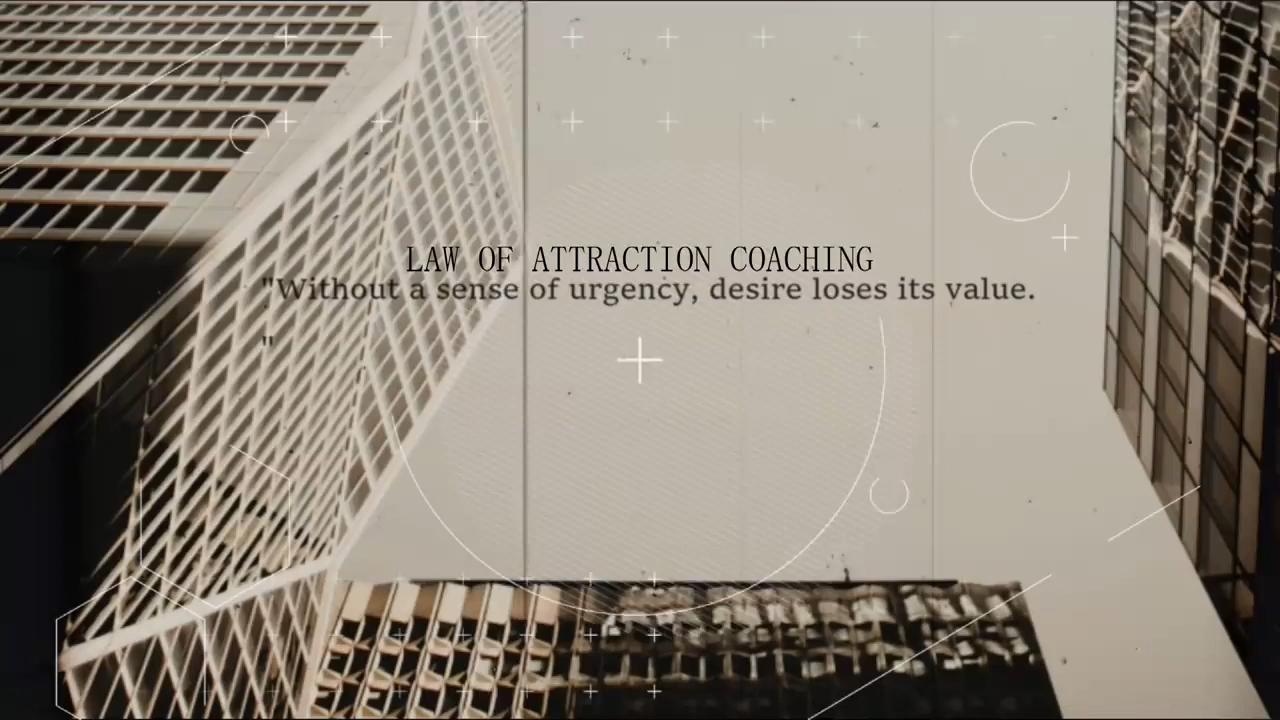 LAW OF ATTRACTION COACHING
"Without a sense of urgency, desire loses its value.
"